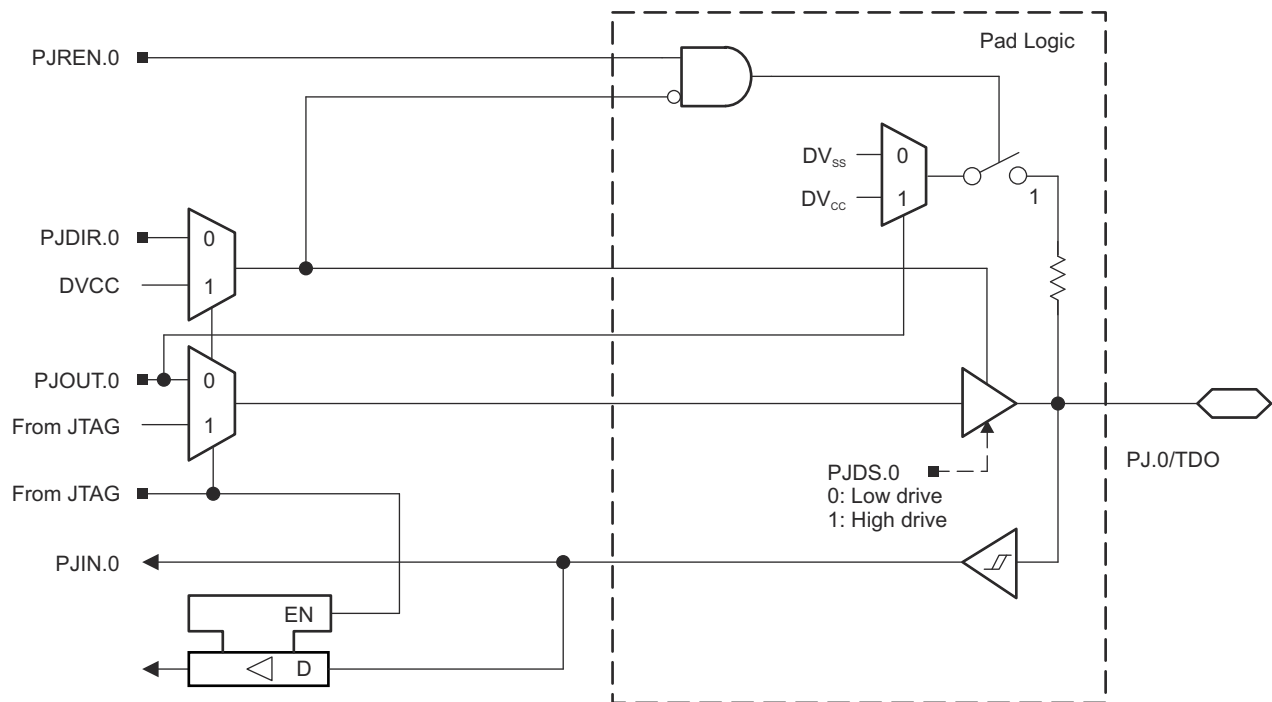 Pad Logic
PJREN.0
DVSS
0
DVCC
1
1
PJDIR.0
0
DVCC
1
PJOUT.0
0
From JTAG
1
PJ.0/TDO
PJDS.0
0: Low drive
1: High drive
From JTAG
PJIN.0
EN
D